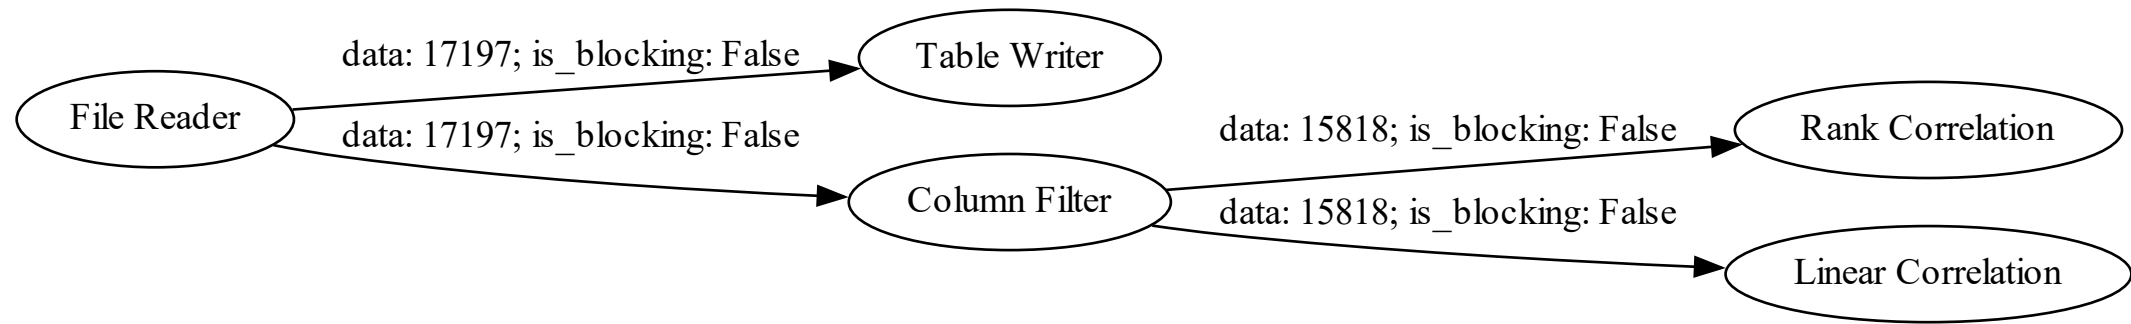 File Reader
data: 17197; is_blocking: False
Table Writer
data: 17197; is_blocking: False
Column Filter
data: 15818; is_blocking: False
Rank Correlation
data: 15818; is_blocking: False
Linear Correlation